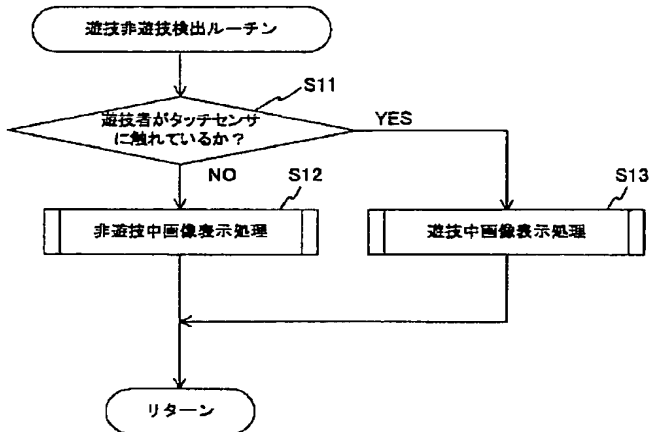 遊技非遊技検出ルーチン
S11
遊技者がタッチセンサ
に触れているか？
YES
NO
S12
S13
非遊技中画像表示処理
遊技中画像表示処理
リターン